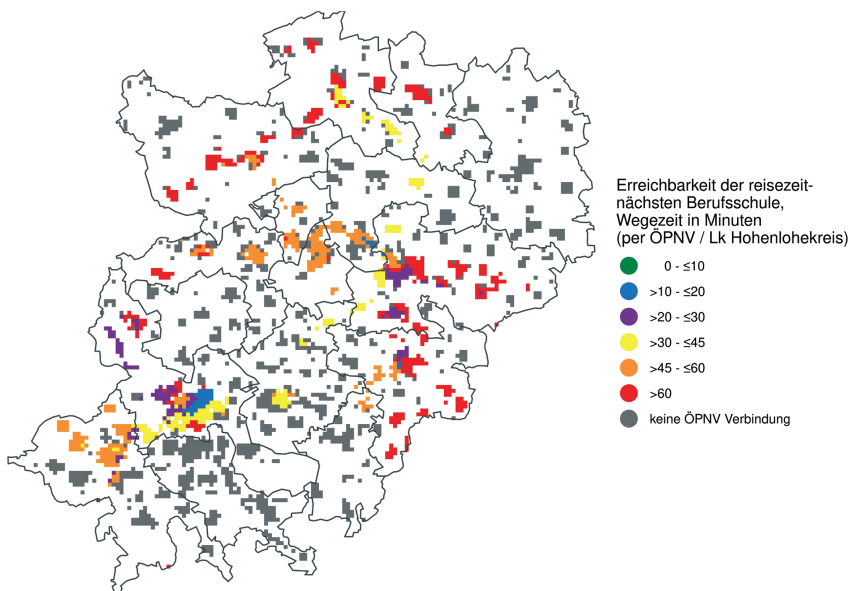 Erreichbarkeit der reisezeit-
nächsten Berufsschule,
Wegezeit in Minuten
(per ÖPNV / Lk Hohenlohekreis)
0 - ≤10
>10 - ≤20
>20 - ≤30
>30 - ≤45
>45 - ≤60
>60
keine ÖPNV Verbindung